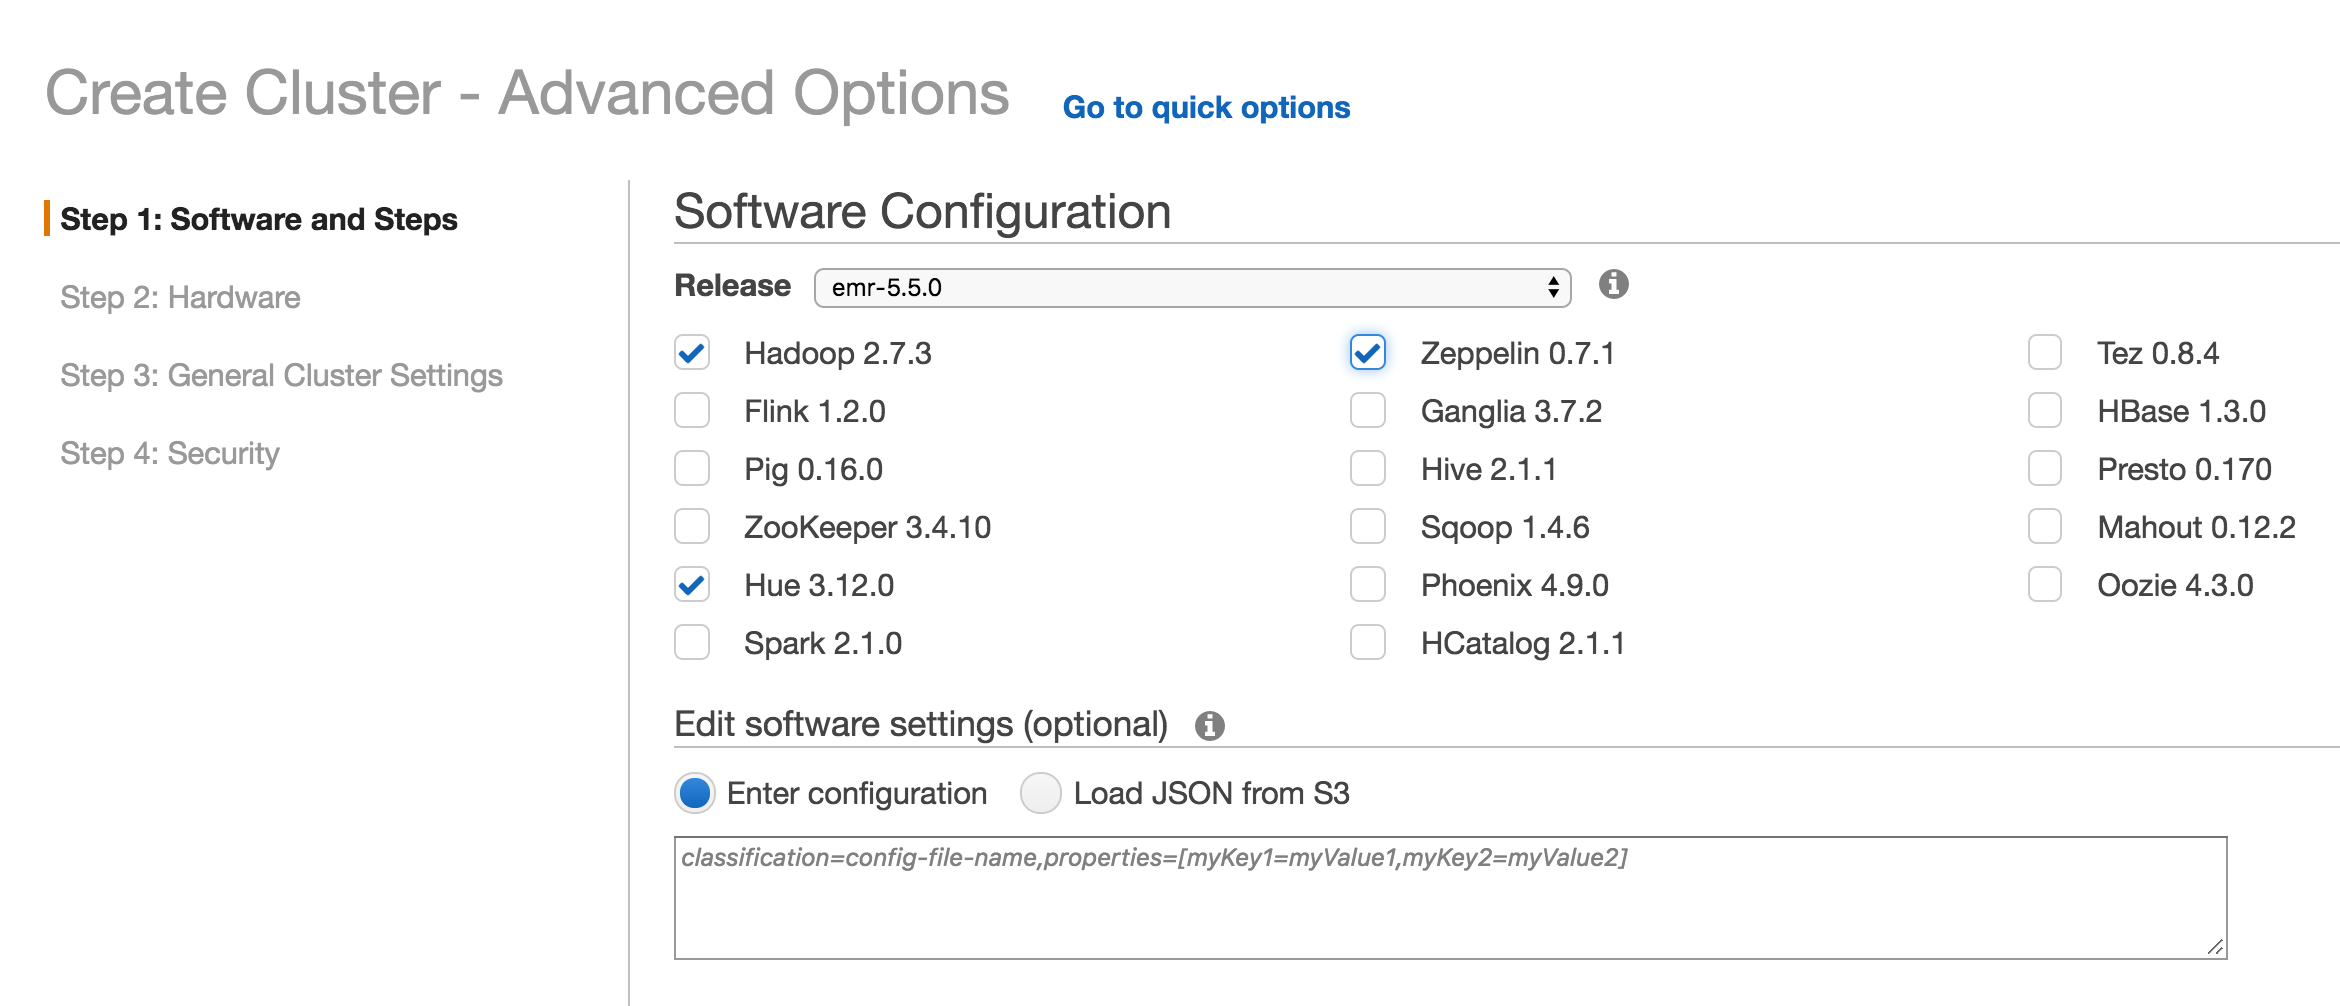 Create Cluster - Advanced Options Go to quick options
Step 1: Software and Steps
Step 2: Hardware
Step 3: General Cluster Settings
Step 4: Security
Software Configuration
Release emr-5.5.0
Hadoop 2.7.3 Zeppelin 0.7.1 Tez 0.8.4
Flink 1.2.0 Ganglia 3.7.2 HBase 1.3.0
Pig 0.16.0 Hive 2.1.1 Presto 0.170
ZooKeeper 3.4.10 Sqoop 1.4.6 Mahout 0.12.2
Hue 3.12.0 Phoenix 4.9.0 Oozie 4.3.0
Spark 2.1.0 HCatalog 2.1.1
Edit software settings (optional)
Enter configuration Load JSON from S3
classification=config-file-name,properties=[myKey1=myValue1,myKey2=myValue2]